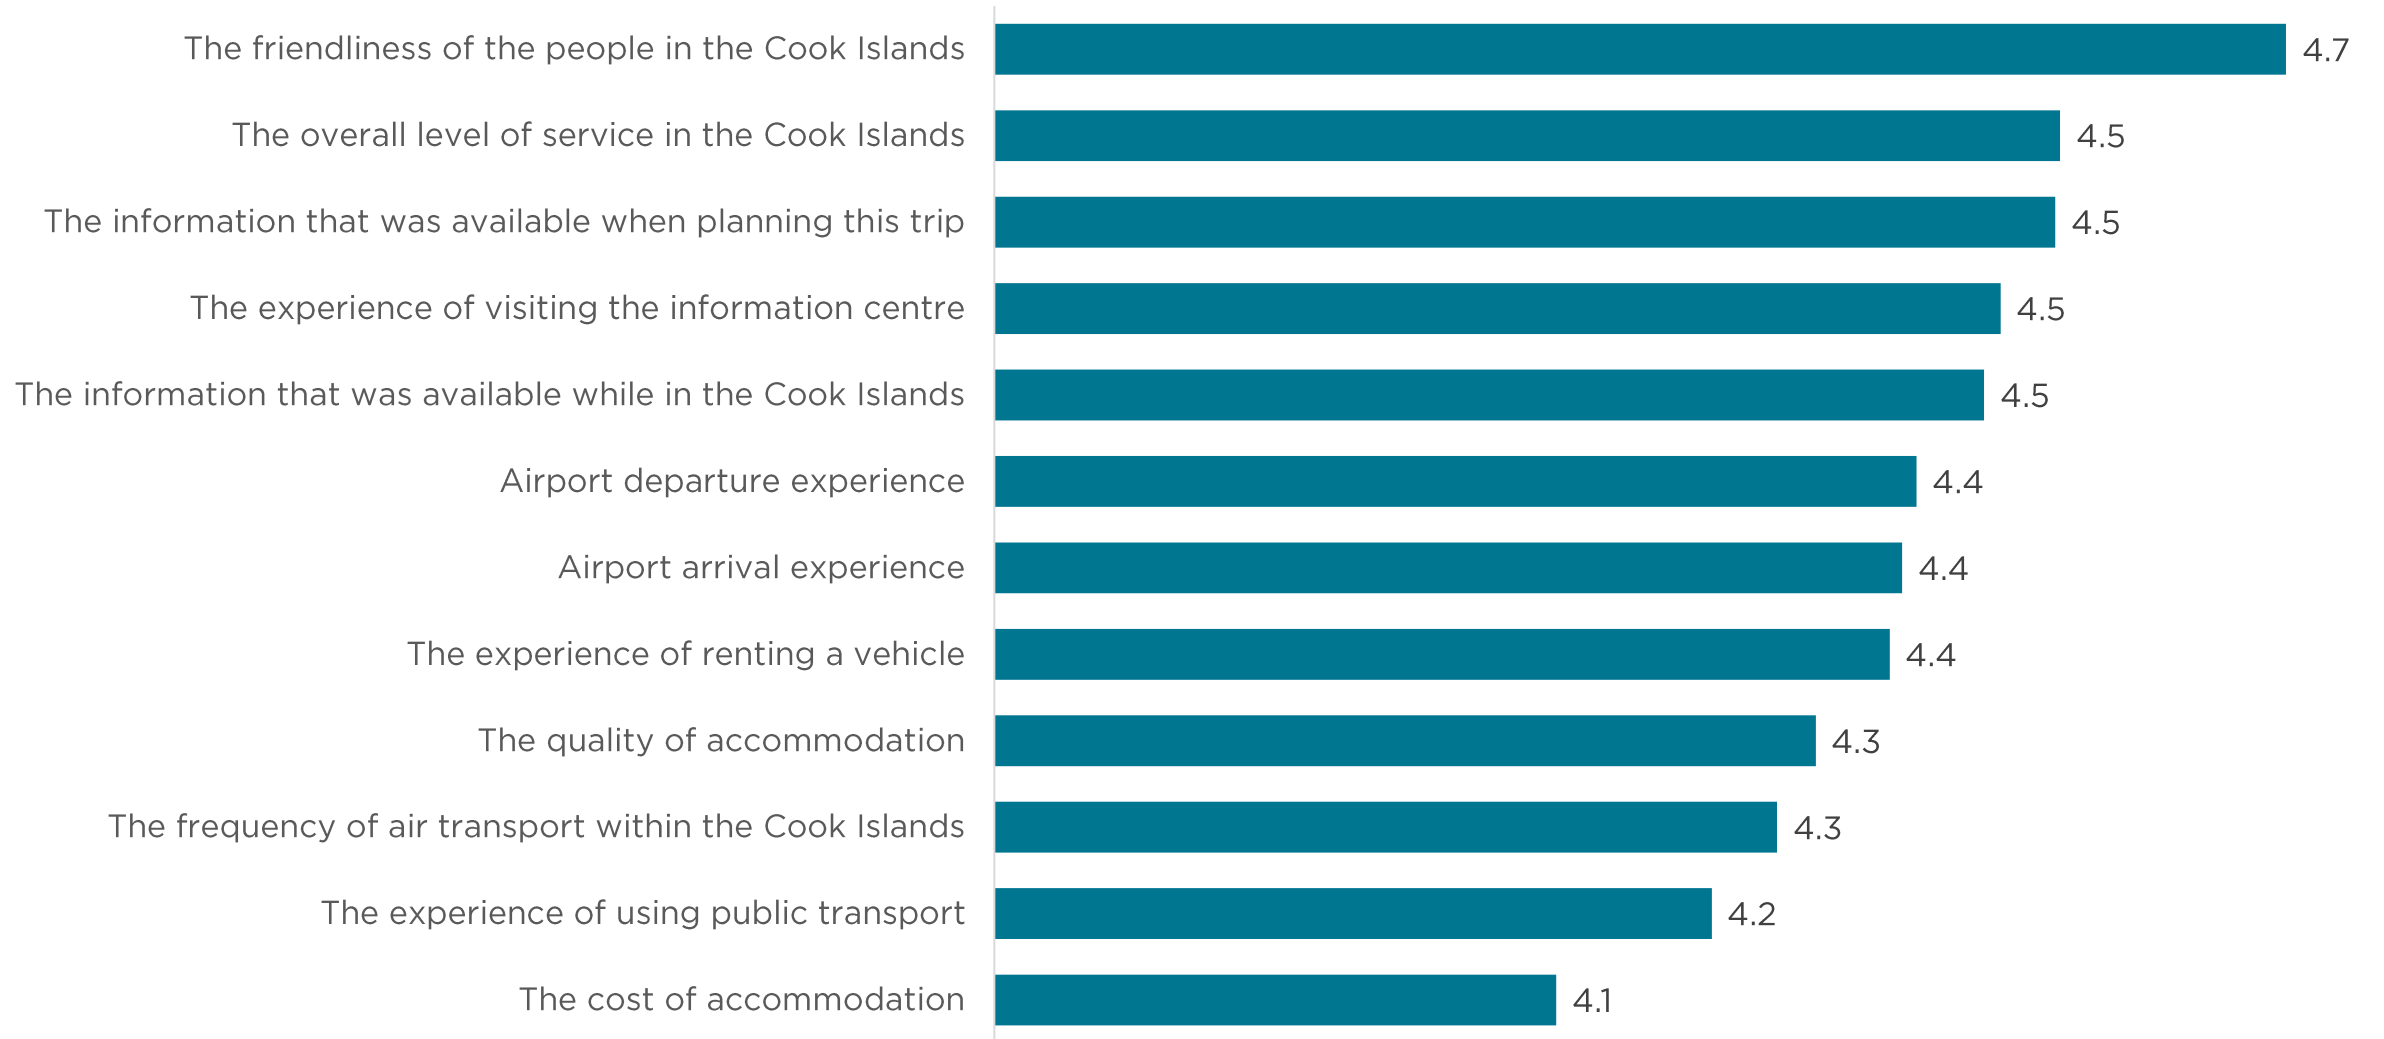 The friendliness of the people in the Cook Islands 4.7
The overall level of service in the Cook Islands 4.5
The information that was available when planning this trip 4.5
The experience of visiting the information centre 4.5
The information that was available while in the Cook Islands 4.5
Airport departure experience 4.4
Airport arrival experience 4.4
The experience of renting a vehicle 4.4
The quality of accommodation 4.3
The frequency of air transport within the Cook Islands 4.3
The experience of using public transport 4.2
The cost of accommodation 4.1